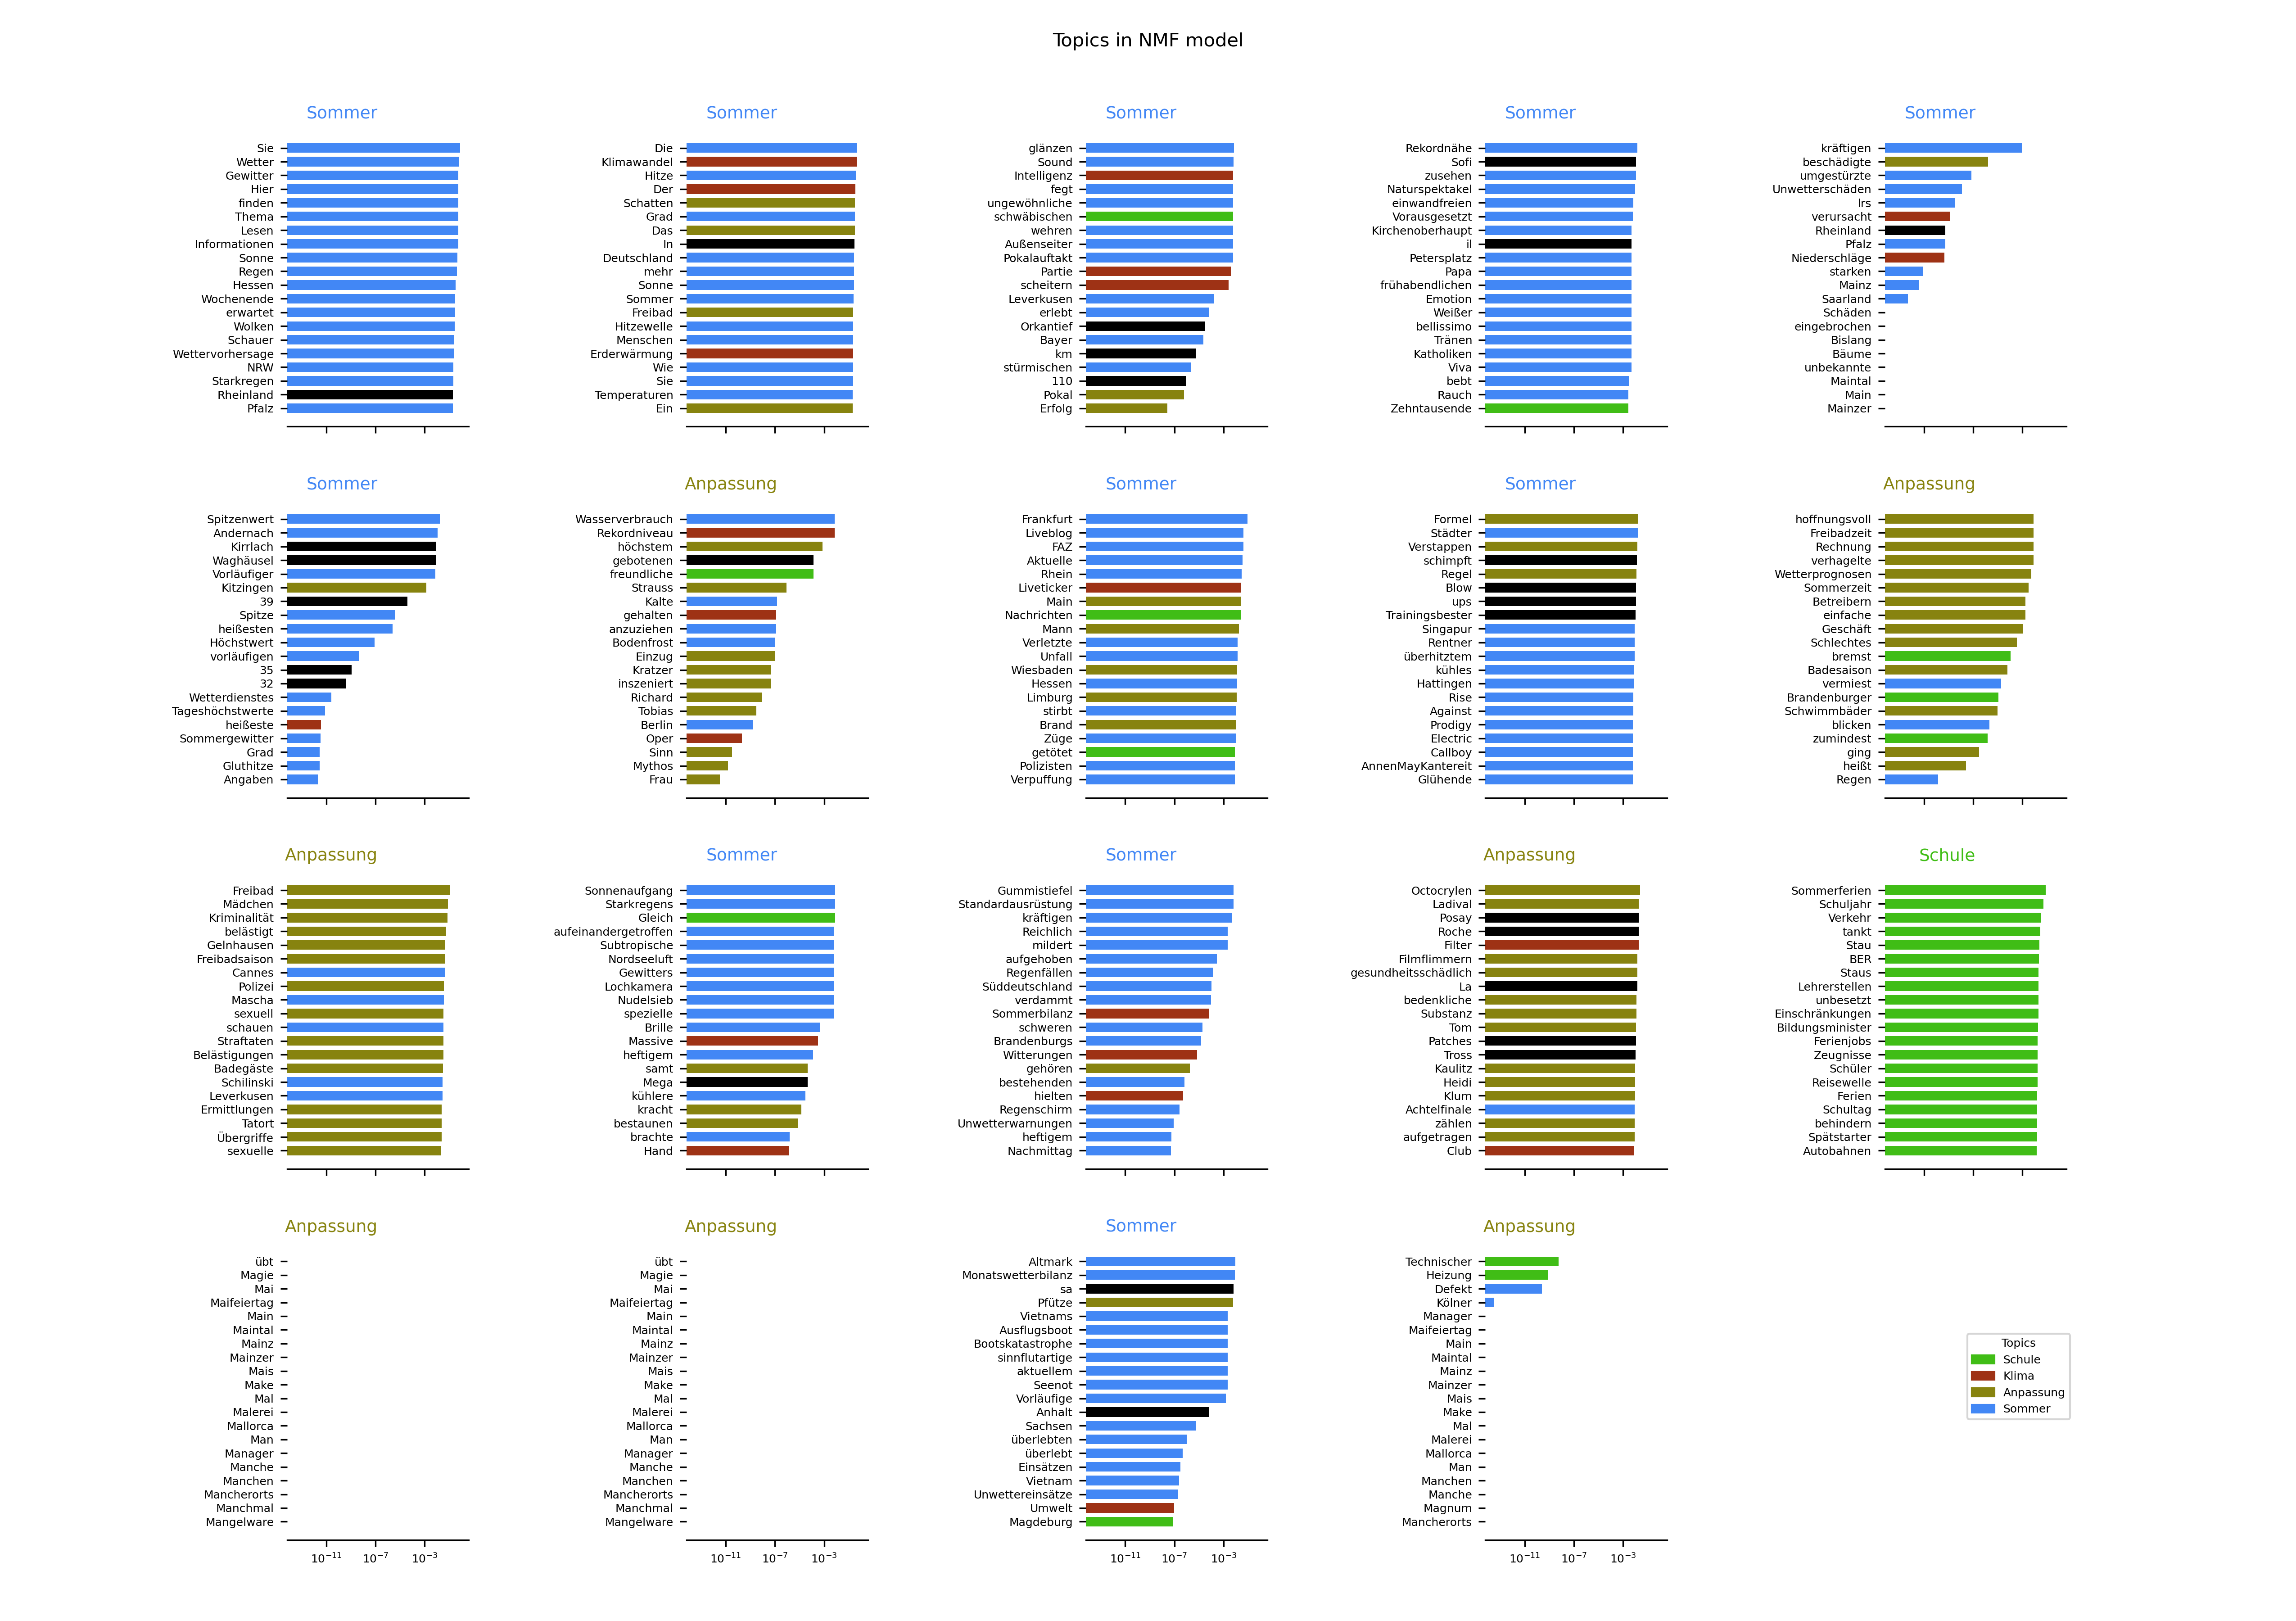 Topics in NMF model
Sommer
Sie
Wetter
Gewitter
Hier
finden
Thema
Lesen
Informationen
Sonne
Regen
Hessen
Wochenende
erwartet
Wolken
Schauer
Wettervorhersage
NRW
Starkregen
Rheinland
Pfalz
Sommer
Die
Klimawandel
Hitze
Der
Schatten
Grad
Das
In
Deutschland
mehr
Sonne
Sommer
Freibad
Hitzewelle
Menschen
Erderwärmung
Wie
Sie
Temperaturen
Ein
Sommer
glänzen
Sound
Intelligenz
fegt
ungewöhnliche
schwäbischen
wehren
Außenseiter
Pokalauftakt
Partie
scheitern
Leverkusen
erlebt
Orkantief
Bayer
km
stürmischen
110
Pokal
Erfolg
Sommer
Rekordnähe
Sofi
zusehen
Naturspektakel
einwandfreien
Vorausgesetzt
Kirchenoberhaupt
il
Petersplatz
Papa
frühabendlichen
Emotion
Weißer
bellissimo
Tränen
Katholiken
Viva
bebt
Rauch
Zehntausende
Sommer
kräftigen
beschädigte
umgestürzte
Unwetterschäden
lrs
verursacht
Rheinland
Pfalz
Niederschläge
starken
Mainz
Saarland
Schäden
eingebrochen
Bislang
Bäume
unbekannte
Maintal
Main
Mainzer
Sommer
Spitzenwert
Andernach
Kirrlach
Waghäusel
Vorläufiger
Kitzingen
39
Spitze
heißesten
Höchstwert
vorläufigen
35
32
Wetterdienstes
Tageshöchstwerte
heißeste
Sommergewitter
Grad
Gluthitze
Angaben
Anpassung
Wasserverbrauch
Rekordniveau
höchstem
gebotenen
freundliche
Strauss
Kalte
gehalten
anzuziehen
Bodenfrost
Einzug
Kratzer
inszeniert
Richard
Tobias
Berlin
Oper
Sinn
Mythos
Frau
Sommer
Frankfurt
Liveblog
FAZ
Aktuelle
Rhein
Liveticker
Main
Nachrichten
Mann
Verletzte
Unfall
Wiesbaden
Hessen
Limburg
stirbt
Brand
Züge
getötet
Polizisten
Verpuffung
Sommer
Formel
Städter
Verstappen
schimpft
Regel
Blow
ups
Trainingsbester
Singapur
Rentner
überhitztem
kühles
Hattingen
Rise
Against
Prodigy
Electric
Callboy
AnnenMayKantereit
Glühende
Anpassung
hoffnungsvoll
Freibadzeit
Rechnung
verhagelte
Wetterprognosen
Sommerzeit
Betreibern
einfache
Geschäft
Schlechtes
bremst
Badesaison
vermiest
Brandenburger
Schwimmbäder
blicken
zumindest
ging
heißt
Regen
Anpassung
Freibad
Mädchen
Kriminalität
belästigt
Gelnhausen
Freibadsaison
Cannes
Polizei
Mascha
sexuell
schauen
Straftaten
Belästigungen
Badegäste
Schilinski
Leverkusen
Ermittlungen
Tatort
Übergriffe
sexuelle
Sommer
Sonnenaufgang
Starkregens
Gleich
aufeinandergetroffen
Subtropische
Nordseeluft
Gewitters
Lochkamera
Nudelsieb
spezielle
Brille
Massive
heftigem
samt
Mega
kühlere
kracht
bestaunen
brachte
Hand
Sommer
Gummistiefel
Standardausrüstung
kräftigen
Reichlich
mildert
aufgehoben
Regenfällen
Süddeutschland
verdammt
Sommerbilanz
schweren
Brandenburgs
Witterungen
gehören
bestehenden
hielten
Regenschirm
Unwetterwarnungen
heftigem
Nachmittag
Anpassung
Octocrylen
Ladival
Posay
Roche
Filter
Filmflimmern
gesundheitsschädlich
La
bedenkliche
Substanz
Tom
Patches
Tross
Kaulitz
Heidi
Klum
Achtelfinale
zählen
aufgetragen
Club
Schule
Sommerferien
Schuljahr
Verkehr
tankt
Stau
BER
Staus
Lehrerstellen
unbesetzt
Einschränkungen
Bildungsminister
Ferienjobs
Zeugnisse
Schüler
Reisewelle
Ferien
Schultag
behindern
Spätstarter
Autobahnen
Anpassung
übt
Magie
Mai
Maifeiertag
Main
Maintal
Mainz
Mainzer
Mais
Make
Mal
Malerei
Mallorca
Man
Manager
Manche
Manchen
Mancherorts
Manchmal
Mangelware
10⁻¹¹ 10⁻⁷ 10⁻³
Anpassung
übt
Magie
Mai
Maifeiertag
Main
Maintal
Mainz
Mainzer
Mais
Make
Mal
Malerei
Mallorca
Man
Manager
Manche
Manchen
Mancherorts
Manchmal
Mangelware
10⁻¹¹ 10⁻⁷ 10⁻³
Sommer
Altmark
Monatswetterbilanz
sa
Pfütze
Vietnams
Ausflugsboot
Bootskatastrophe
sinnflutartige
aktuellem
Seenot
Vorläufige
Anhalt
Sachsen
überlebten
überlebt
Einsätzen
Vietnam
Unwettereinsätze
Umwelt
Magdeburg
10⁻¹¹ 10⁻⁷ 10⁻³
Anpassung
Technischer
Heizung
Defekt
Kölner
Manager
Maifeiertag
Main
Maintal
Mainz
Mainzer
Mais
Make
Mal
Malerei
Mallorca
Man
Manchen
Manche
Magnum
Mancherorts
10⁻¹¹ 10⁻⁷ 10⁻³
Topics
Schule
Klima
Anpassung
Sommer